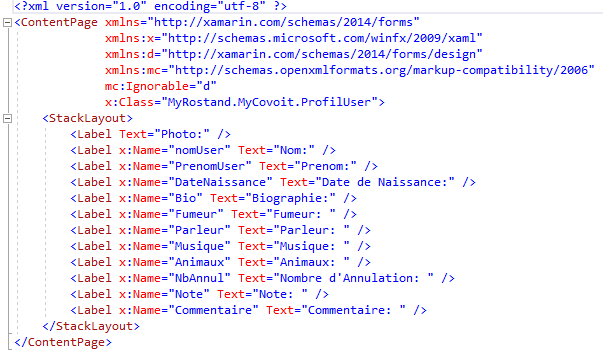 <?xml version="1.0" encoding="utf-8" ?>
<ContentPage xmlns="http://xamarin.com/schemas/2014/forms"
xmlns:x="http://schemas.microsoft.com/winfx/2009/xaml"
xmlns:d="http://xamarin.com/schemas/2014/forms/design"
xmlns:mc="http://schemas.openxmlformats.org/markup-compatibility/2006"
mc:Ignorable="d"
x:Class="MyRostand.MyCovoit.ProfilUser">
<StackLayout>
<Label Text="Photo:" />
<Label x:Name="nomUser" Text="Nom:" />
<Label x:Name="PrenomUser" Text="Prenom:" />
<Label x:Name="DateNaissance" Text="Date de Naissance:" />
<Label x:Name="Bio" Text="Biographie:" />
<Label x:Name="Fumeur" Text="Fumeur: " />
<Label x:Name="Parleur" Text="Parleur: " />
<Label x:Name="Musique" Text="Musique: " />
<Label x:Name="Animaux" Text="Animaux: " />
<Label x:Name="NbAnnul" Text="Nombre d'Annulation: " />
<Label x:Name="Note" Text="Note: " />
<Label x:Name="Commentaire" Text="Commentaire: " />
</StackLayout>
</ContentPage>